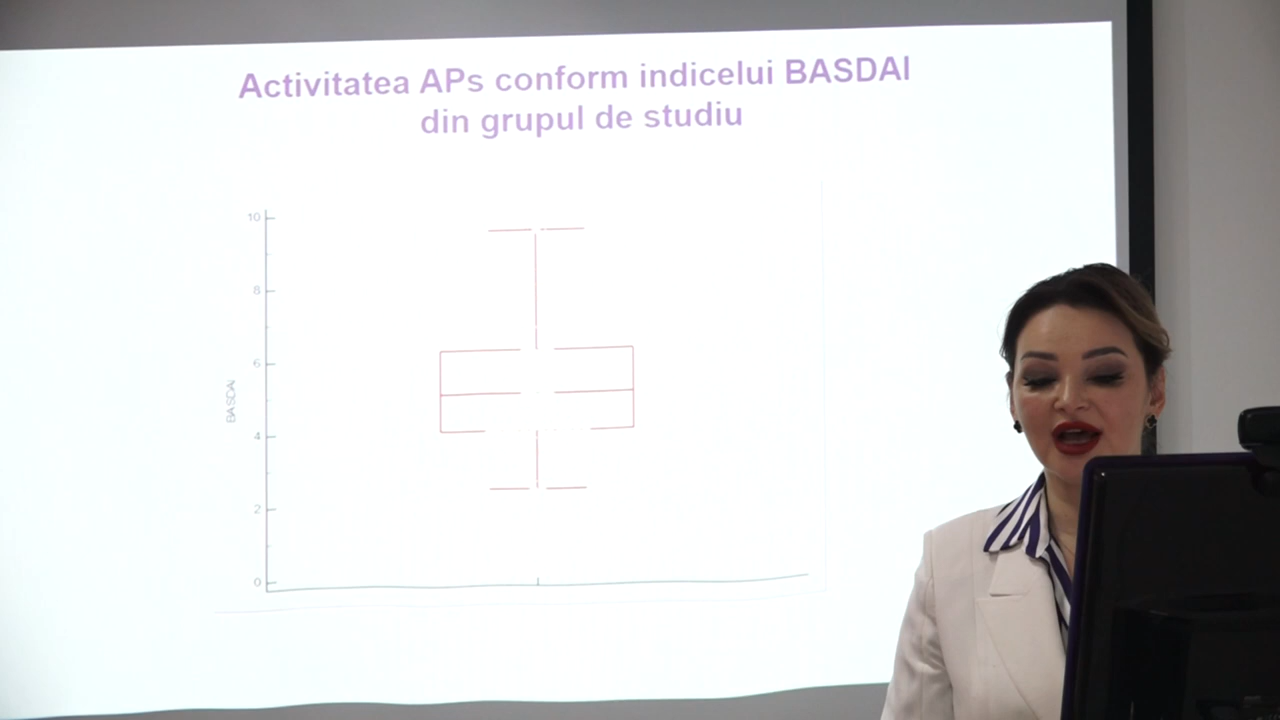 Activitatea APs conform indicelui BASDAI
din grupul de studiu
10
8
6
4
2
0
BASDAI